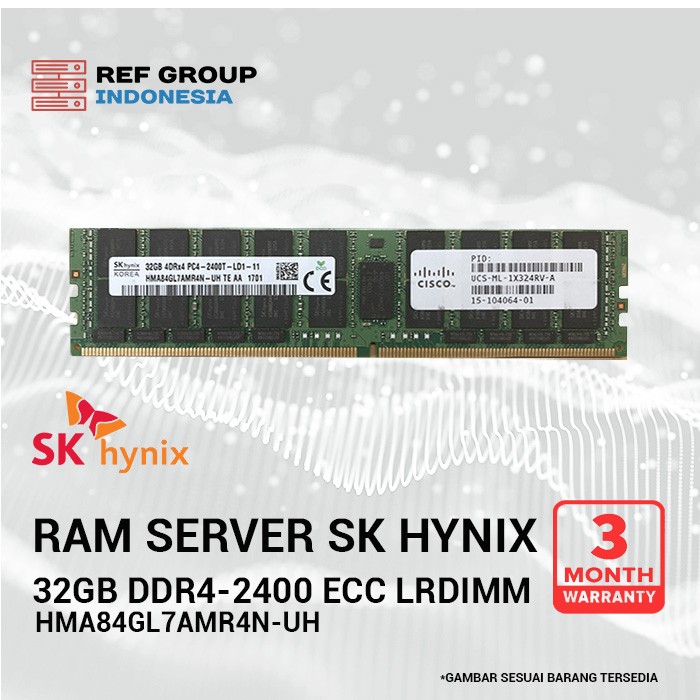 REF GROUP
INDONESIA
SK hynix
KOREA
32GB 4DRx4 PC4-2400T-LD1-11
HMA84GL7AMR4N-UH TE AA 1701
CISCO
PID:
UCS-ML-1X324RV-A
15-104064-01
SK hynix
RAM SERVER SK HYNIX
32GB DDR4-2400 ECC LRDIMM
HMA84GL7AMR4N-UH
3
MONTH
WARRANTY
*GAMBAR SESUAI BARANG TERSEDIA